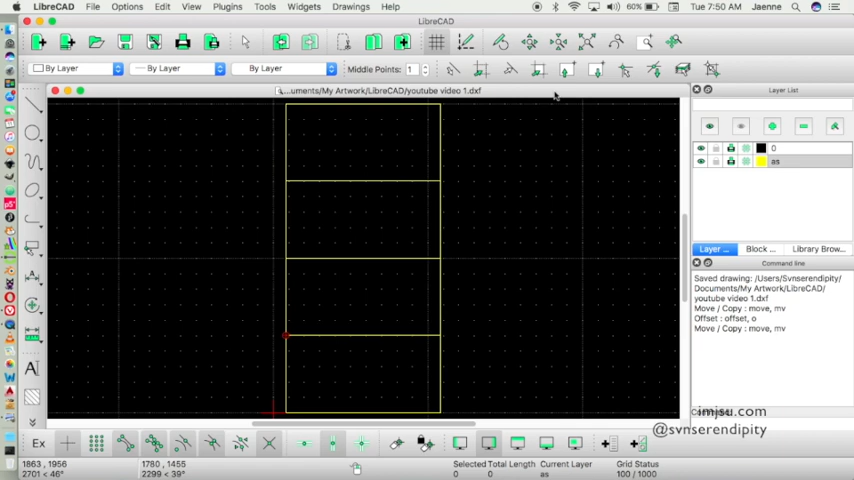 LibreCAD File Options Edit View Plugins Tools Widgets Drawings Help 60% Tue 7:50 AM Jaenne
LibreCAD
By Layer By Layer By Layer Middle Points: 1
...uments/My Artwork/LibreCAD/youtube video 1.dxf
Layer List
0
as
Layer ... Block ... Library Brow...
Command line
Saved drawing: /Users/Svnserendipity/
Documents/My Artwork/LibreCAD/
youtube video 1.dxf
Move / Copy : move, mv
Offset : offset, o
Move / Copy : move, mv
@svnserendipity
Ex
1863 , 1956 1780 , 1455 Selected Total Length Current Layer Grid Status
2701 < 46° 2299 < 39° 0 0 as 100 / 1000